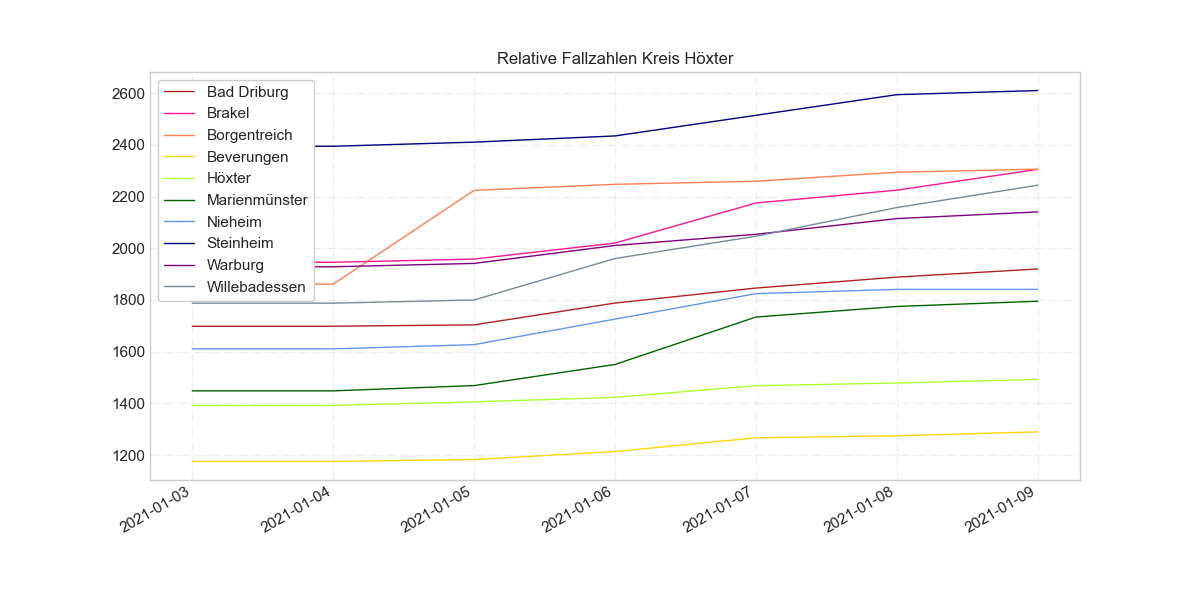 Relative Fallzahlen Kreis Höxter
2600
2400
2200
2000
1800
1600
1400
1200
Bad Driburg
Brakel
Borgentreich
Beverungen
Höxter
Marienmünster
Nieheim
Steinheim
Warburg
Willebadessen
2021-01-03
2021-01-04
2021-01-05
2021-01-06
2021-01-07
2021-01-08
2021-01-09